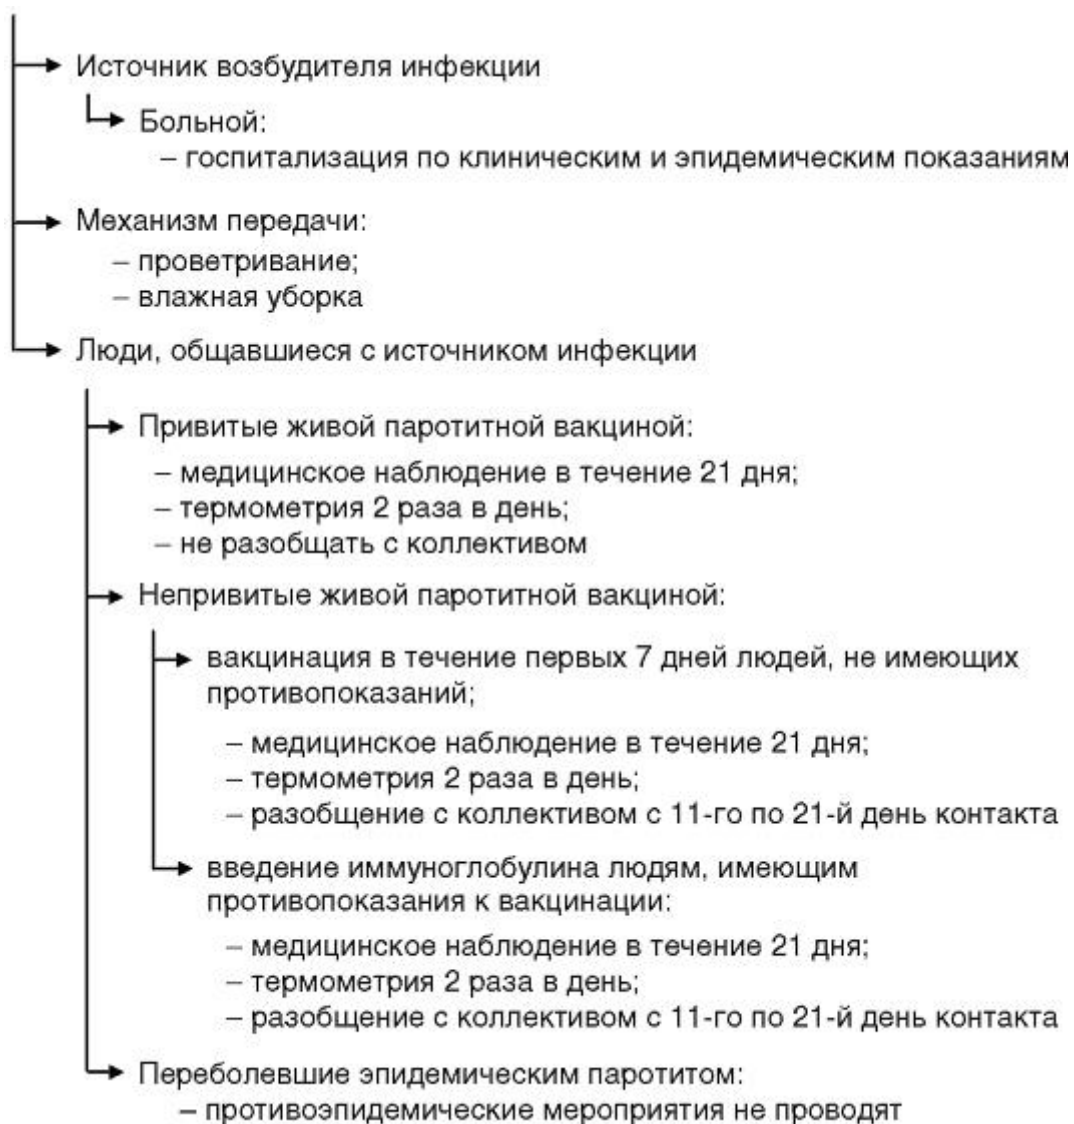 Источник возбудителя инфекции
Больной:
– госпитализация по клиническим и эпидемическим показаниям
Механизм передачи:
– проветривание;
– влажная уборка
Люди, общавшиеся с источником инфекции
Привитые живой паротитной вакциной:
– медицинское наблюдение в течение 21 дня;
– термометрия 2 раза в день;
– не разобщать с коллективом
Непривитые живой паротитной вакциной:
вакцинация в течение первых 7 дней людей, не имеющих
противопоказаний;
– медицинское наблюдение в течение 21 дня;
– термометрия 2 раза в день;
– разобщение с коллективом с 11-го по 21-й день контакта
введение иммуноглобулина людям, имеющим
противопоказания к вакцинации:
– медицинское наблюдение в течение 21 дня;
– термометрия 2 раза в день;
– разобщение с коллективом с 11-го по 21-й день контакта
Переболевшие эпидемическим паротитом:
– противоэпидемические мероприятия не проводят